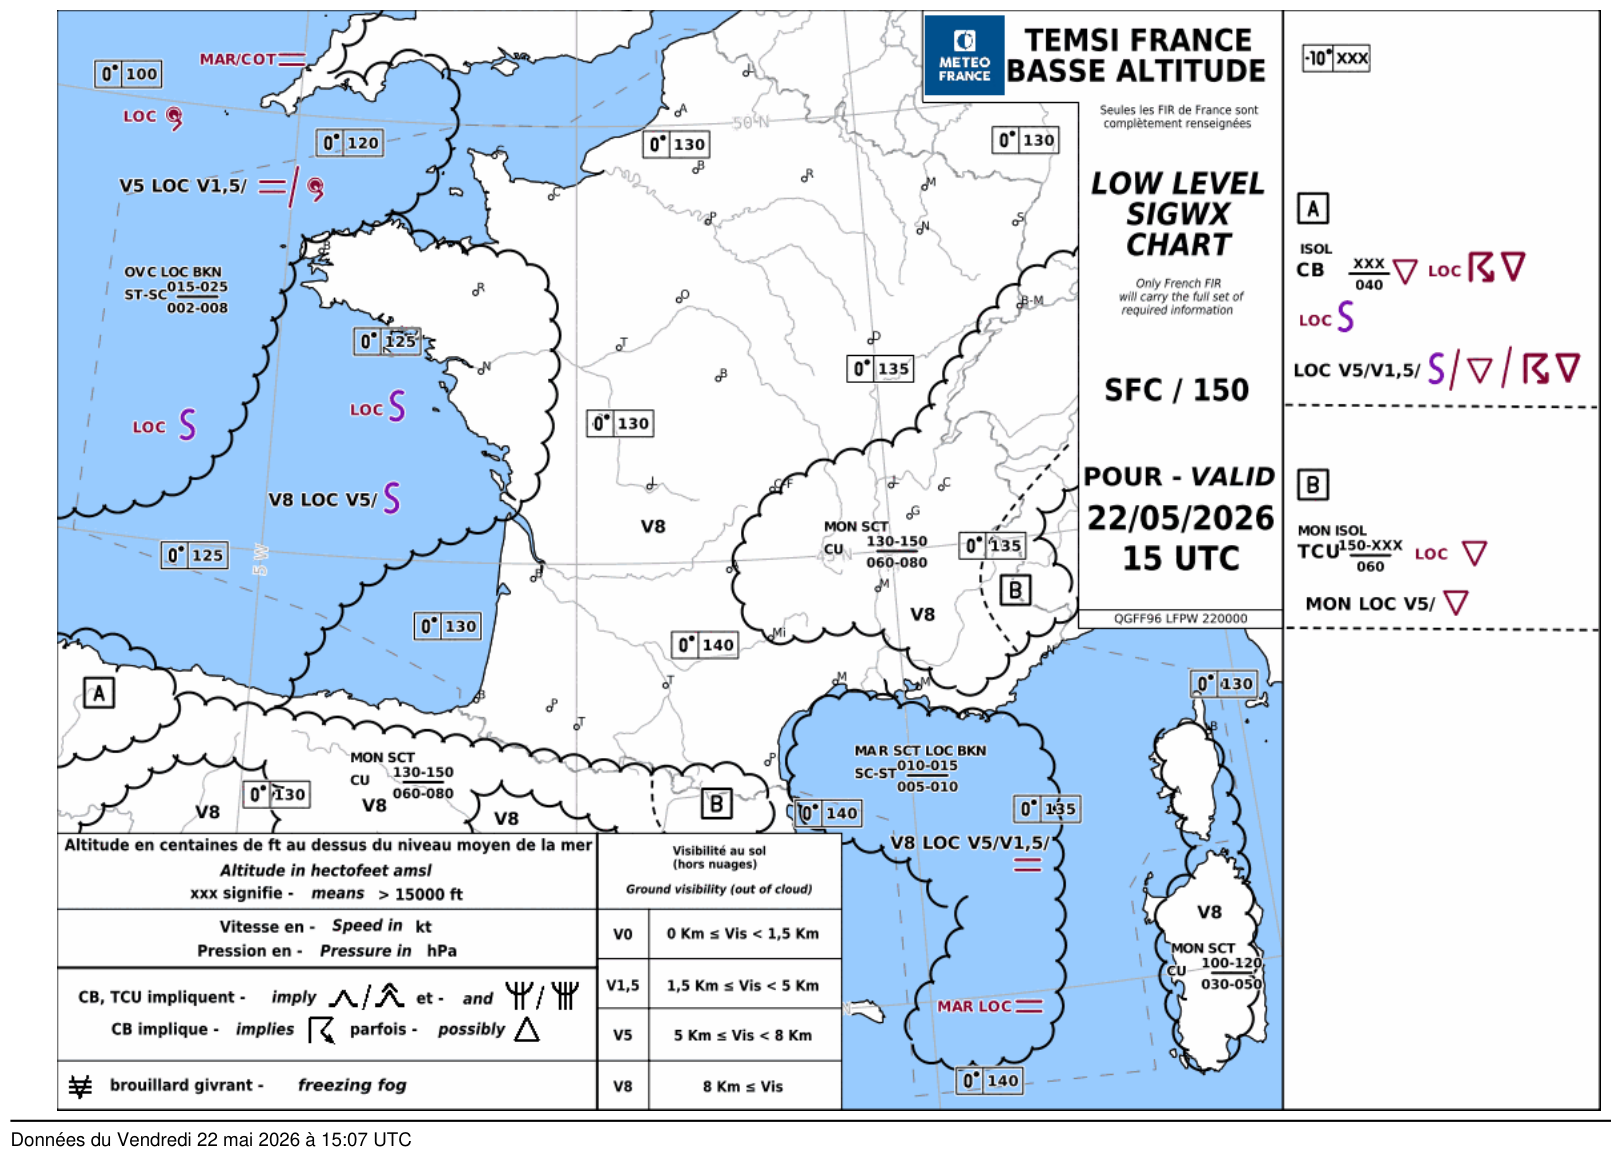 METEO
FRANCE
TEMSI FRANCE
BASSE ALTITUDE
Seules les FIR de France sont
complètement renseignées
LOW LEVEL
SIGWX
CHART
Only French FIR
will carry the full set of
required information
SFC / 150
POUR - VALID
22/05/2026
15 UTC
QGFF96 LFPW 220000
-10° xxx
A
ISOL
CB xxx
040
LOC
LOC
LOC V5/V1,5/
B
MON ISOL
TCU 150-XXX
060
LOC
MON LOC V5/
MAR/COT
0° 100
LOC
0° 120
V5 LOC V1,5/
OVC LOC BKN
ST-SC 015-025
002-008
0° 125
LOC
LOC
V8 LOC V5/
0° 125
5°W
0° 130
50°N
0° 130
0° 130
0° 135
0° 130
V8
MON SCT
CU 130-150
060-080
45°N
0° 135
B
V8
0° 140
A
MON SCT
CU 130-150
060-080
0° 130
V8
V8
V8
B
0° 140
MAR SCT LOC BKN
SC-ST 010-015
005-010
0° 135
V8 LOC V5/V1,5/
MAR LOC
0° 140
0° 130
V8
MON SCT
CU 100-120
030-050
L
A
B
R
M
P
N
S
C
C
B
R
O
T
N
B
D
B-M
L
C-F
L
C
G
B
M
Mi
T
B
P
T
P
M
M
N
B
A
Altitude en centaines de ft au dessus du niveau moyen de la mer
Altitude in hectofeet amsl
xxx signifie - means > 15000 ft
Vitesse en - Speed in kt
Pression en - Pressure in hPa
CB, TCU impliquent - imply / et - and /
CB implique - implies parfois - possibly
brouillard givrant - freezing fog
Visibilité au sol
(hors nuages)
Ground visibility (out of cloud)
V0 0 Km ≤ Vis < 1,5 Km
V1,5 1,5 Km ≤ Vis < 5 Km
V5 5 Km ≤ Vis < 8 Km
V8 8 Km ≤ Vis
Données du Vendredi 22 mai 2026 à 15:07 UTC